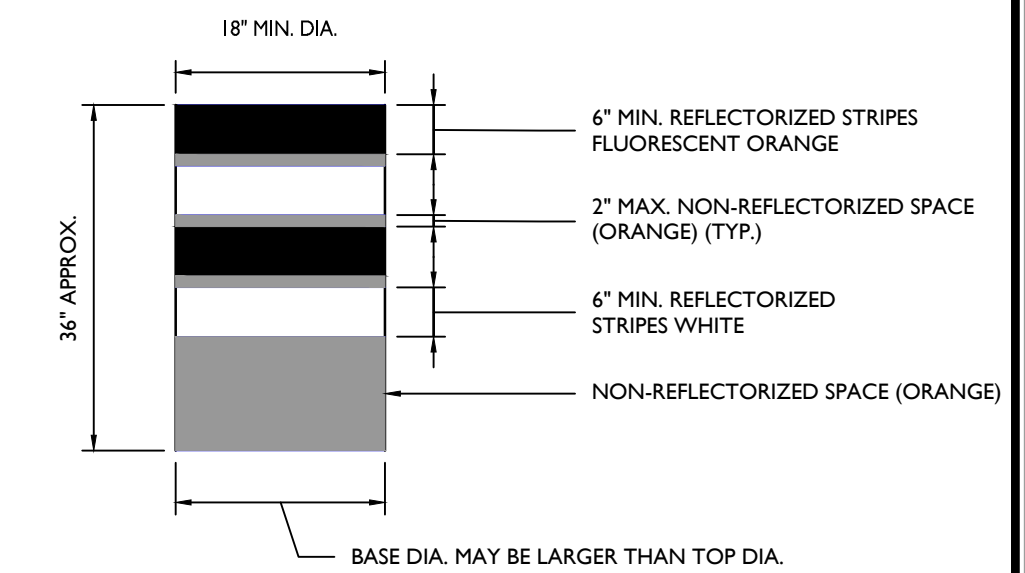 18" MIN. DIA.
6" MIN. REFLECTORIZED STRIPES
FLUORESCENT ORANGE
2" MAX. NON-REFLECTORIZED SPACE
(ORANGE) (TYP.)
36" APPROX.
6" MIN. REFLECTORIZED
STRIPES WHITE
NON-REFLECTORIZED SPACE (ORANGE)
BASE DIA. MAY BE LARGER THAN TOP DIA.